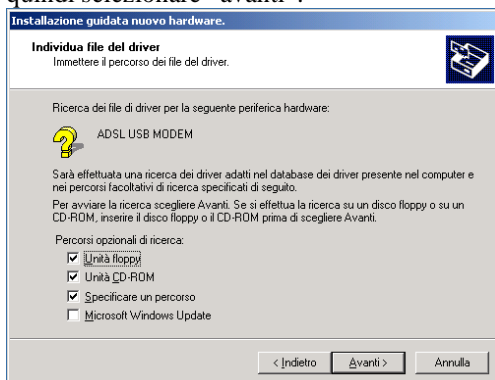 quindi selezionare "avanti".
Installazione guidata nuovo hardware.
Individua file del driver
Immettere il percorso dei file del driver.
Ricerca dei file di driver per la seguente periferica hardware:
ADSL USB MODEM
Sarà effettuata una ricerca dei driver adatti nel database dei driver presente nel computer e
nei percorsi facoltativi di ricerca specificati di seguito.
Per avviare la ricerca scegliere Avanti. Se si effettua la ricerca su un disco floppy o su un
CD-ROM, inserire il disco floppy o il CD-ROM prima di scegliere Avanti.
Percorsi opzionali di ricerca:
Unità floppy
Unità CD-ROM
Specificare un percorso
Microsoft Windows Update
< Indietro Avanti > Annulla